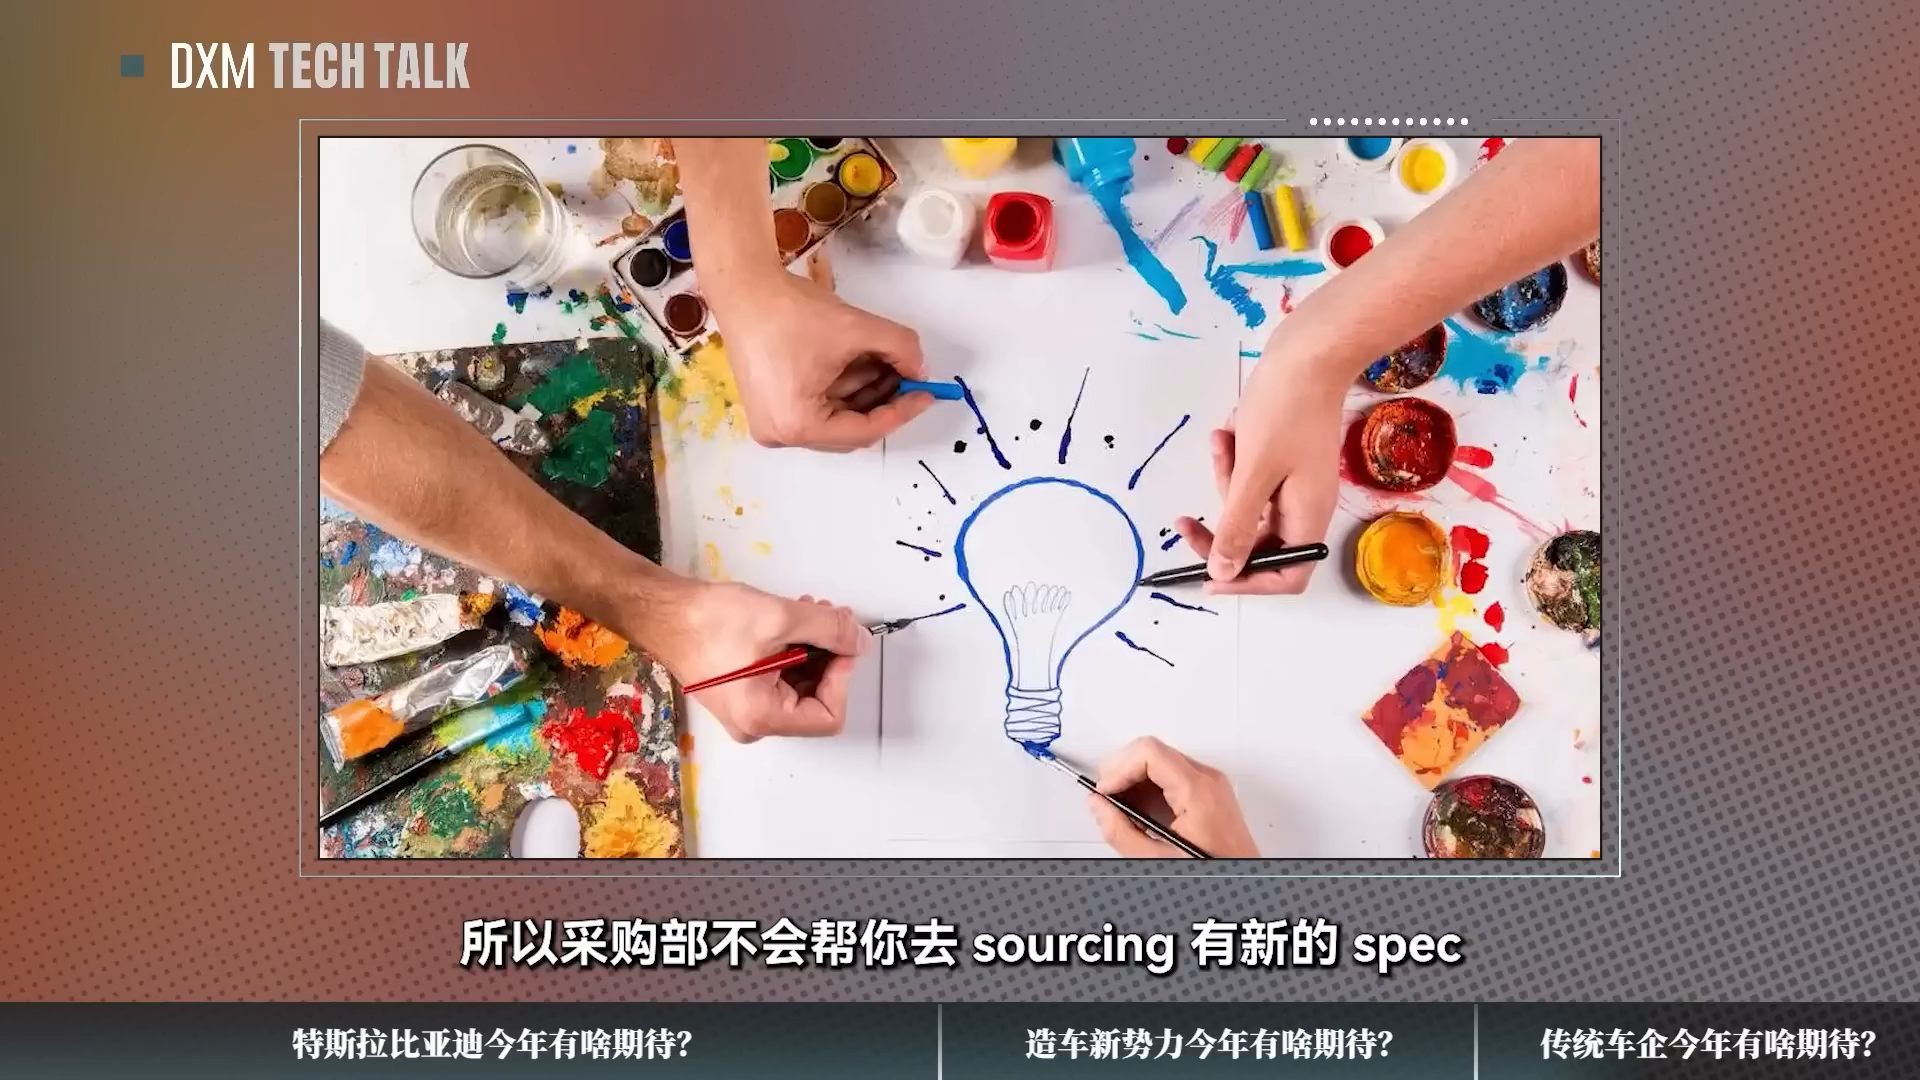 DXM TECH TALK
所以采购部不会帮你去 sourcing 有新的 spec
特斯拉比亚迪今年有啥期待?
造车新势力今年有啥期待?
传统车企今年有啥期待?